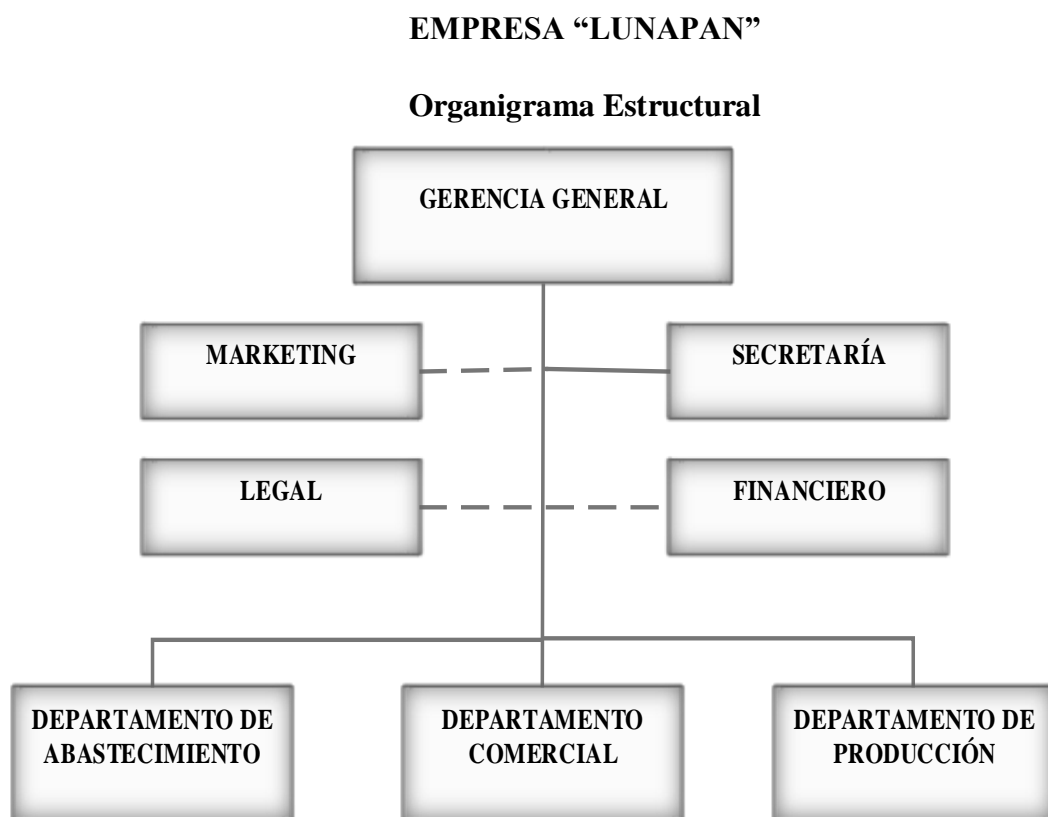 EMPRESA “LUNAPAN”
Organigrama Estructural
GERENCIA GENERAL
MARKETING
SECRETARÍA
LEGAL
FINANCIERO
DEPARTAMENTO DE
ABASTECIMIENTO
DEPARTAMENTO
COMERCIAL
DEPARTAMENTO DE
PRODUCCIÓN